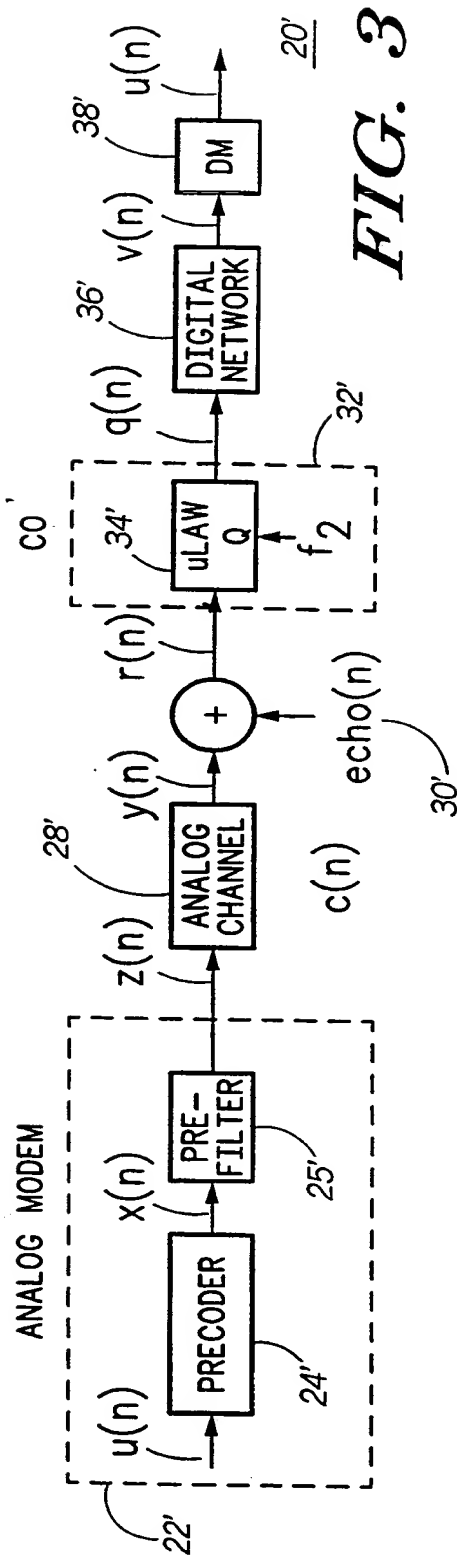 ANALOG MODEM
22'
u(n)
PRECODER
24'
x(n)
PRE-
FILTER
25'
z(n)
28'
ANALOG
CHANNEL
c(n)
y(n)
+
echo(n)
30'
r(n)
CO'
34'
uLAW
Q
f2
32'
q(n)
36'
DIGITAL
NETWORK
v(n)
38'
DM
u(n)
20'
FIG. 3